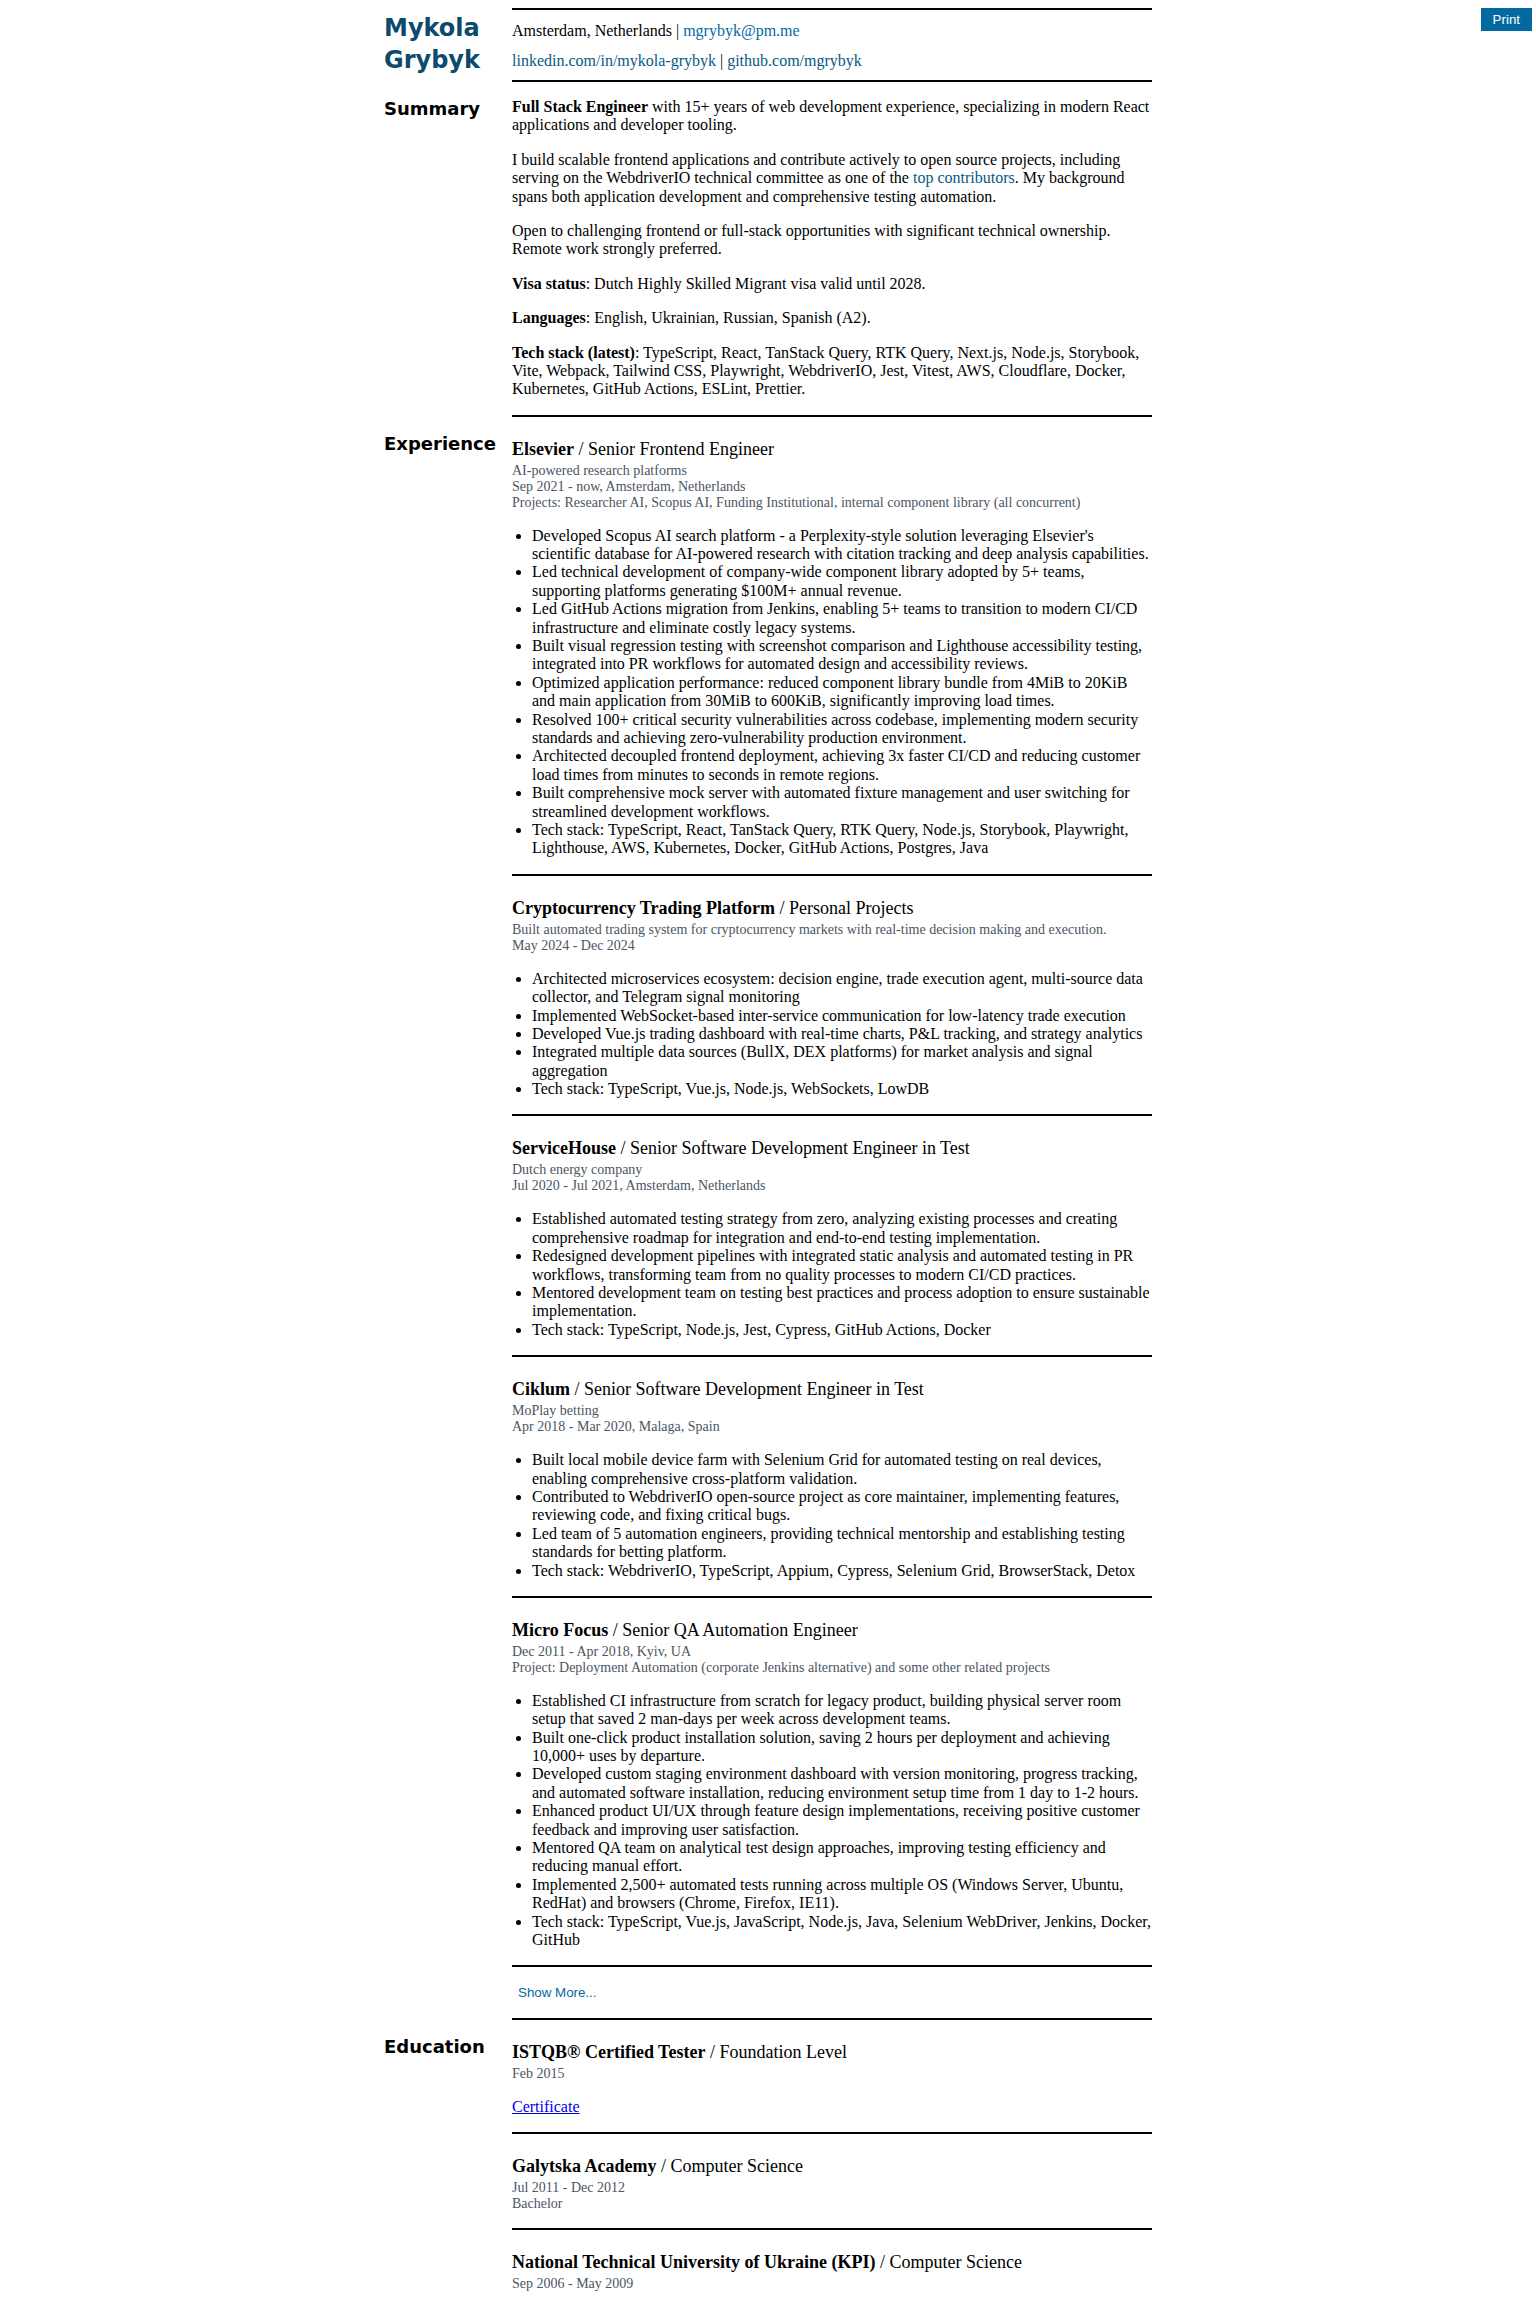 Print
Mykola
Grybyk
Amsterdam, Netherlands | mgrybyk@pm.me
linkedin.com/in/mykola-grybyk | github.com/mgrybyk
Summary
Full Stack Engineer with 15+ years of web development experience, specializing in modern React
applications and developer tooling.
I build scalable frontend applications and contribute actively to open source projects, including
serving on the WebdriverIO technical committee as one of the top contributors. My background
spans both application development and comprehensive testing automation.
Open to challenging frontend or full-stack opportunities with significant technical ownership.
Remote work strongly preferred.
Visa status: Dutch Highly Skilled Migrant visa valid until 2028.
Languages: English, Ukrainian, Russian, Spanish (A2).
Tech stack (latest): TypeScript, React, TanStack Query, RTK Query, Next.js, Node.js, Storybook,
Vite, Webpack, Tailwind CSS, Playwright, WebdriverIO, Jest, Vitest, AWS, Cloudflare, Docker,
Kubernetes, GitHub Actions, ESLint, Prettier.
Experience
Elsevier / Senior Frontend Engineer
AI-powered research platforms
Sep 2021 - now, Amsterdam, Netherlands
Projects: Researcher AI, Scopus AI, Funding Institutional, internal component library (all concurrent)
• Developed Scopus AI search platform - a Perplexity-style solution leveraging Elsevier's
scientific database for AI-powered research with citation tracking and deep analysis capabilities.
• Led technical development of company-wide component library adopted by 5+ teams,
supporting platforms generating $100M+ annual revenue.
• Led GitHub Actions migration from Jenkins, enabling 5+ teams to transition to modern CI/CD
infrastructure and eliminate costly legacy systems.
• Built visual regression testing with screenshot comparison and Lighthouse accessibility testing,
integrated into PR workflows for automated design and accessibility reviews.
• Optimized application performance: reduced component library bundle from 4MiB to 20KiB
and main application from 30MiB to 600KiB, significantly improving load times.
• Resolved 100+ critical security vulnerabilities across codebase, implementing modern security
standards and achieving zero-vulnerability production environment.
• Architected decoupled frontend deployment, achieving 3x faster CI/CD and reducing customer
load times from minutes to seconds in remote regions.
• Built comprehensive mock server with automated fixture management and user switching for
streamlined development workflows.
• Tech stack: TypeScript, React, TanStack Query, RTK Query, Node.js, Storybook, Playwright,
Lighthouse, AWS, Kubernetes, Docker, GitHub Actions, Postgres, Java
Cryptocurrency Trading Platform / Personal Projects
Built automated trading system for cryptocurrency markets with real-time decision making and execution.
May 2024 - Dec 2024
• Architected microservices ecosystem: decision engine, trade execution agent, multi-source data
collector, and Telegram signal monitoring
• Implemented WebSocket-based inter-service communication for low-latency trade execution
• Developed Vue.js trading dashboard with real-time charts, P&L tracking, and strategy analytics
• Integrated multiple data sources (BullX, DEX platforms) for market analysis and signal
aggregation
• Tech stack: TypeScript, Vue.js, Node.js, WebSockets, LowDB
ServiceHouse / Senior Software Development Engineer in Test
Dutch energy company
Jul 2020 - Jul 2021, Amsterdam, Netherlands
• Established automated testing strategy from zero, analyzing existing processes and creating
comprehensive roadmap for integration and end-to-end testing implementation.
• Redesigned development pipelines with integrated static analysis and automated testing in PR
workflows, transforming team from no quality processes to modern CI/CD practices.
• Mentored development team on testing best practices and process adoption to ensure sustainable
implementation.
• Tech stack: TypeScript, Node.js, Jest, Cypress, GitHub Actions, Docker
Ciklum / Senior Software Development Engineer in Test
MoPlay betting
Apr 2018 - Mar 2020, Malaga, Spain
• Built local mobile device farm with Selenium Grid for automated testing on real devices,
enabling comprehensive cross-platform validation.
• Contributed to WebdriverIO open-source project as core maintainer, implementing features,
reviewing code, and fixing critical bugs.
• Led team of 5 automation engineers, providing technical mentorship and establishing testing
standards for betting platform.
• Tech stack: WebdriverIO, TypeScript, Appium, Cypress, Selenium Grid, BrowserStack, Detox
Micro Focus / Senior QA Automation Engineer
Dec 2011 - Apr 2018, Kyiv, UA
Project: Deployment Automation (corporate Jenkins alternative) and some other related projects
• Established CI infrastructure from scratch for legacy product, building physical server room
setup that saved 2 man-days per week across development teams.
• Built one-click product installation solution, saving 2 hours per deployment and achieving
10,000+ uses by departure.
• Developed custom staging environment dashboard with version monitoring, progress tracking,
and automated software installation, reducing environment setup time from 1 day to 1-2 hours.
• Enhanced product UI/UX through feature design implementations, receiving positive customer
feedback and improving user satisfaction.
• Mentored QA team on analytical test design approaches, improving testing efficiency and
reducing manual effort.
• Implemented 2,500+ automated tests running across multiple OS (Windows Server, Ubuntu,
RedHat) and browsers (Chrome, Firefox, IE11).
• Tech stack: TypeScript, Vue.js, JavaScript, Node.js, Java, Selenium WebDriver, Jenkins, Docker,
GitHub
Show More...
Education
ISTQB® Certified Tester / Foundation Level
Feb 2015
Certificate
Galytska Academy / Computer Science
Jul 2011 - Dec 2012
Bachelor
National Technical University of Ukraine (KPI) / Computer Science
Sep 2006 - May 2009